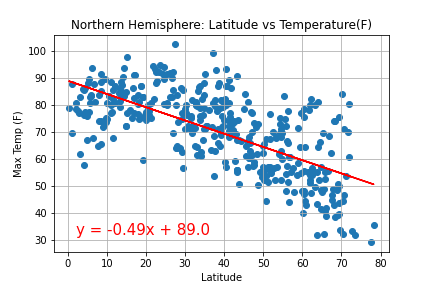 Northern Hemisphere: Latitude vs Temperature(F)
Max Temp (F)
100
90
80
70
60
50
40
30
y = -0.49x + 89.0
0 10 20 30 40 50 60 70 80
Latitude